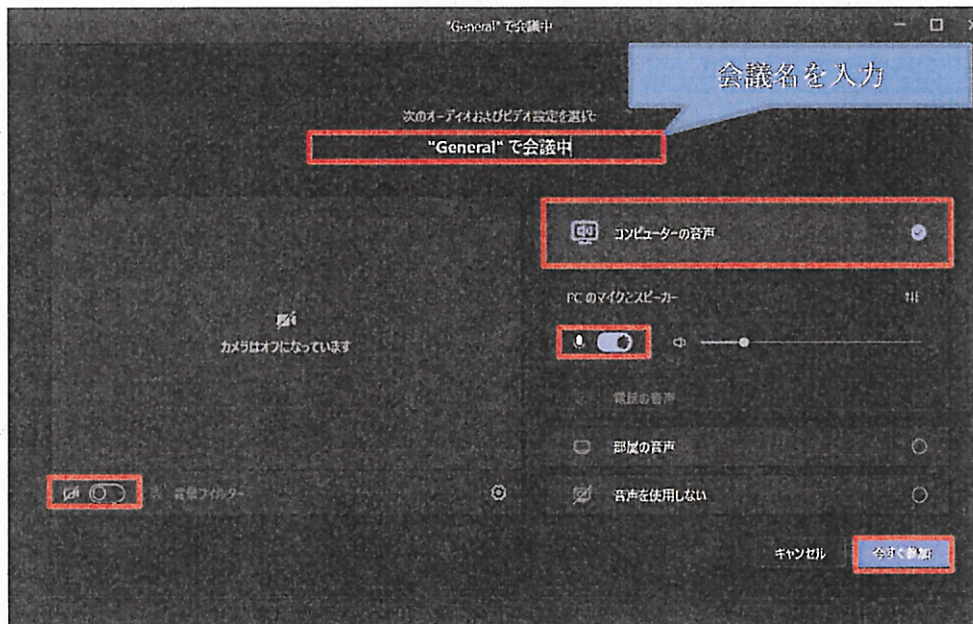 "General" で会議中
会議名を入力
次のオーディオおよびビデオ設定を選択:
"General" で会議中
コンピューターの音声
PC のマイクとスピーカー
カメラはオフになっています
電話の音声
部屋の音声
背景フィルター
音声を使用しない
キャンセル
今すぐ参加